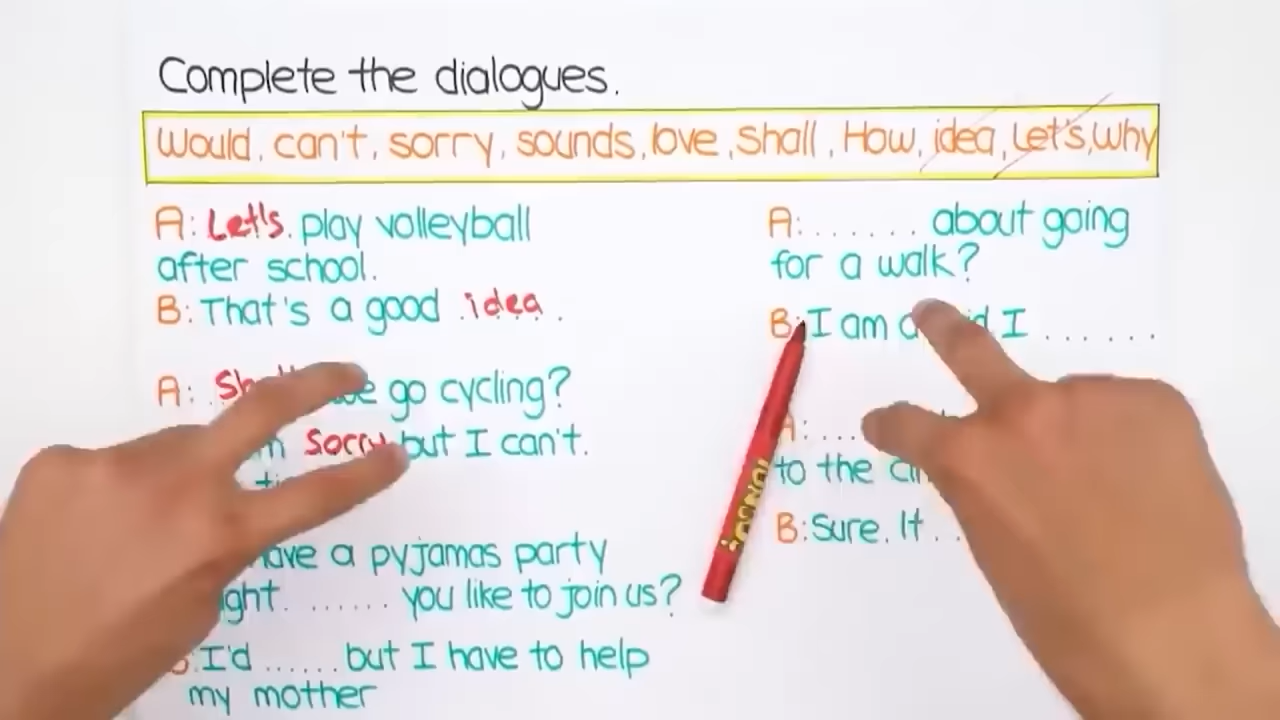 Complete the dialogues.
Would, can't, sorry, sounds, love, Shall, How, idea, Let's, Why
A: Let's. play volleyball
after school.
B: That's a good .idea.
A: go cycling?
Sorry but I can't.
have a pyjamas party
....... you like to join us?
B: I'd ...... but I have to help
my mother
A: ....... about going
for a walk?
B: I am I ......
A: ...
to the
B: Sure. It ..